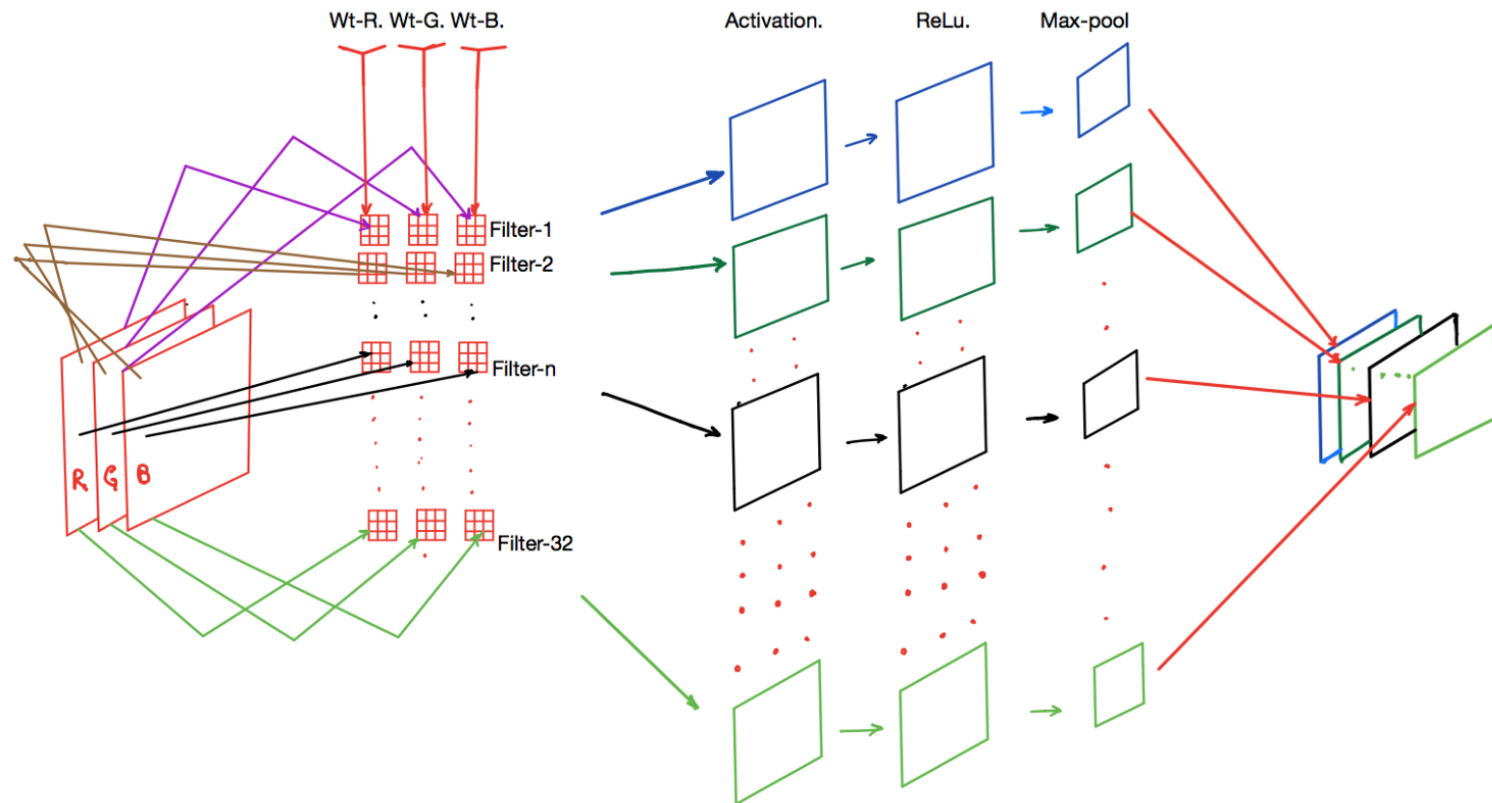 Wt-R. Wt-G. Wt-B.
Activation.
ReLu.
Max-pool
Filter-1
Filter-2
Filter-n
R G B
Filter-32